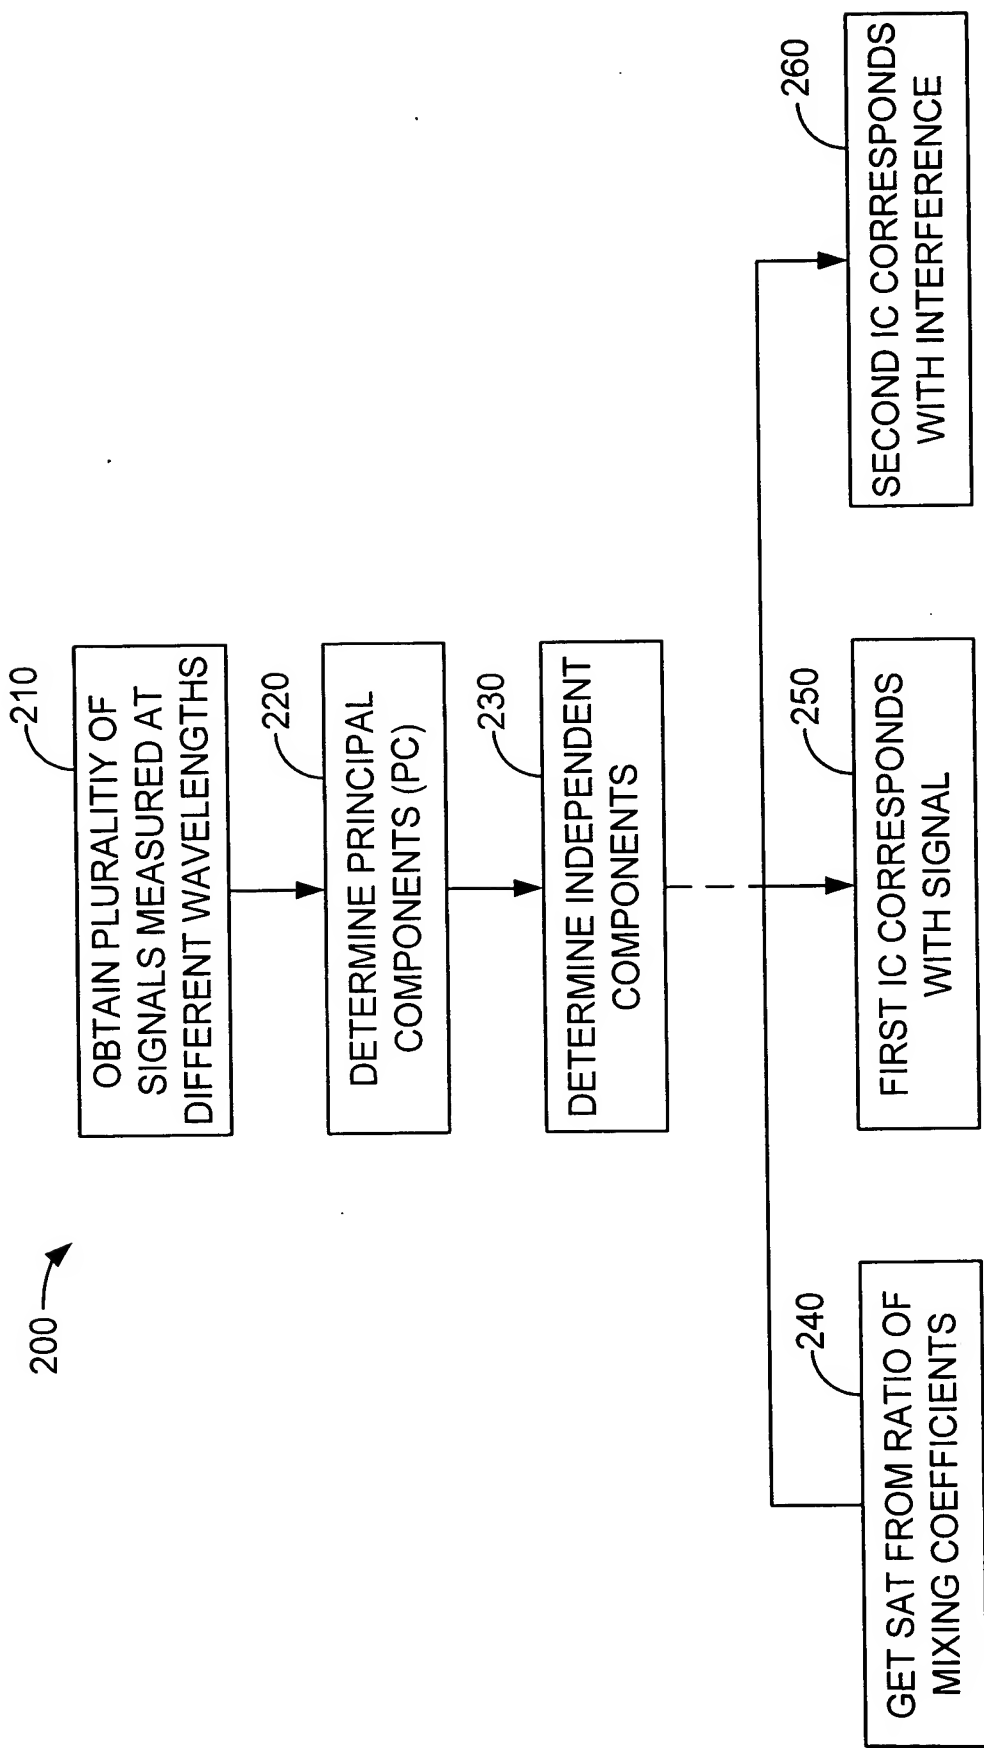 200
210
OBTAIN PLURALITIY OF
SIGNALS MEASURED AT
DIFFERENT WAVELENGTHS
220
DETERMINE PRINCIPAL
COMPONENTS (PC)
230
DETERMINE INDEPENDENT
COMPONENTS
240
GET SAT FROM RATIO OF
MIXING COEFFICIENTS
250
FIRST IC CORRESPONDS
WITH SIGNAL
260
SECOND IC CORRESPONDS
WITH INTERFERENCE